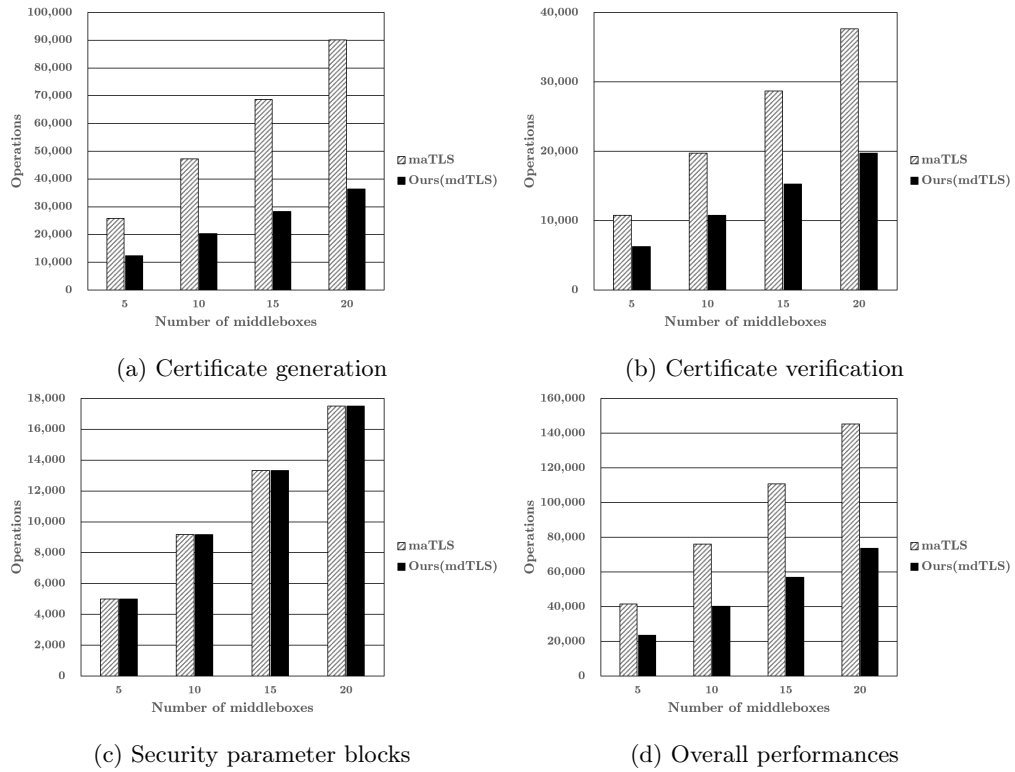 100,000
90,000
80,000
70,000
60,000
50,000
40,000
30,000
20,000
10,000
0
Operations
5 10 15 20
Number of middleboxes
maTLS
Ours(mdTLS)
(a) Certificate generation
40,000
30,000
20,000
10,000
0
Operations
5 10 15 20
Number of middleboxes
maTLS
Ours(mdTLS)
(b) Certificate verification
18,000
16,000
14,000
12,000
10,000
8,000
6,000
4,000
2,000
0
Operations
5 10 15 20
Number of middleboxes
maTLS
Ours(mdTLS)
(c) Security parameter blocks
160,000
140,000
120,000
100,000
80,000
60,000
40,000
20,000
0
Operations
5 10 15 20
Number of middleboxes
maTLS
Ours(mdTLS)
(d) Overall performances